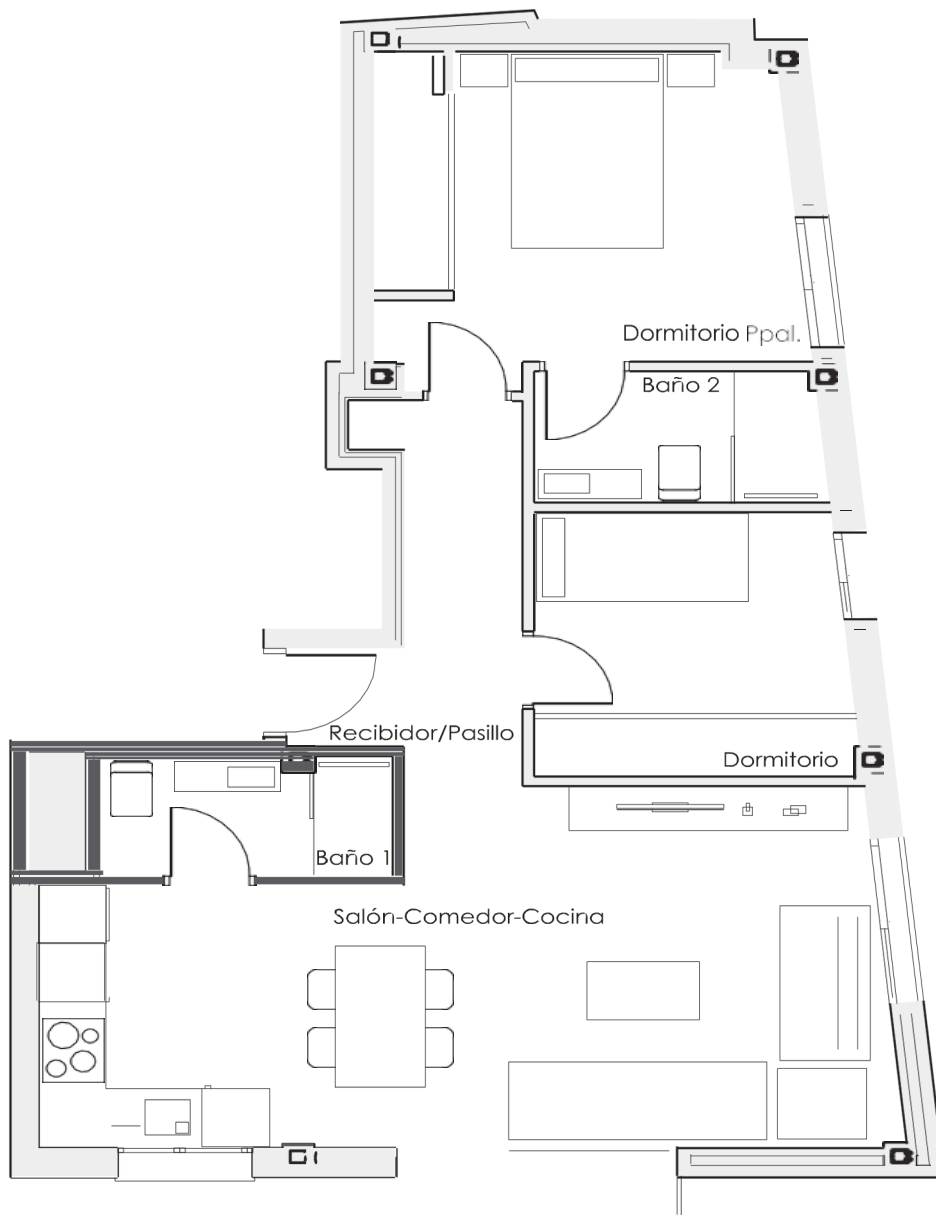 Dormitorio Ppal.
Baño 2
Recibidor/Pasillo
Dormitorio
Baño 1
Salón-Comedor-Cocina